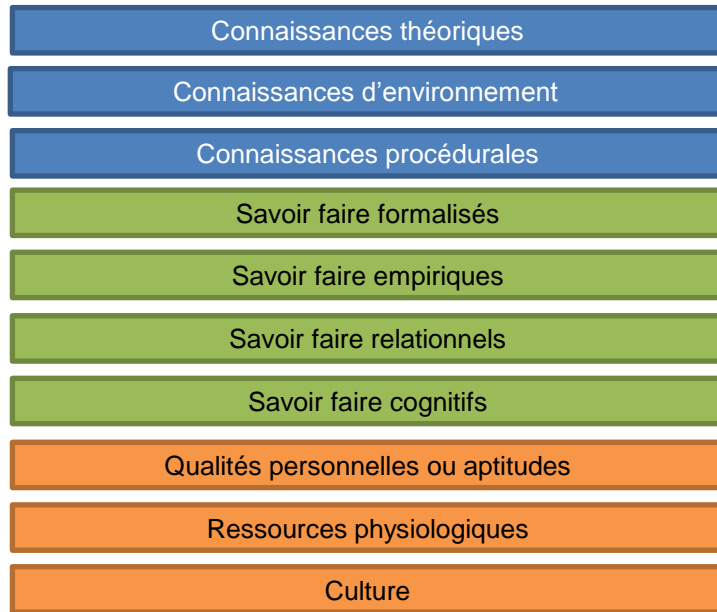 Connaissances théoriques
Connaissances d’environnement
Connaissances procédurales
Savoir faire formalisés
Savoir faire empiriques
Savoir faire relationnels
Savoir faire cognitifs
Qualités personnelles ou aptitudes
Ressources physiologiques
Culture